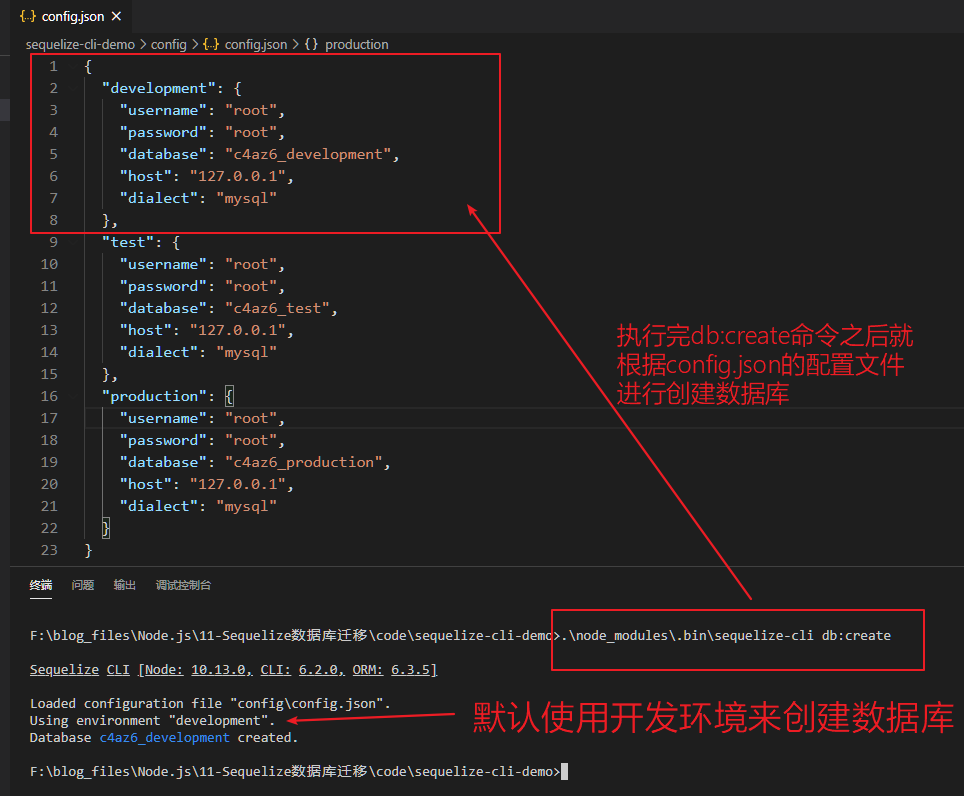 {..} config.json ×
sequelize-cli-demo > config > {..} config.json > {} production
1 {
2 "development": {
3 "username": "root",
4 "password": "root",
5 "database": "c4az6_development",
6 "host": "127.0.0.1",
7 "dialect": "mysql"
8 },
9 "test": {
10 "username": "root",
11 "password": "root",
12 "database": "c4az6_test",
13 "host": "127.0.0.1",
14 "dialect": "mysql"
15 },
16 "production": {
17 "username": "root",
18 "password": "root",
19 "database": "c4az6_production",
20 "host": "127.0.0.1",
21 "dialect": "mysql"
22 }
23 }
执行完db:create命令之后就
根据config.json的配置文件
进行创建数据库
终端 问题 输出 调试控制台
F:\blog_files\Node.js\11-Sequelize数据库迁移\code\sequelize-cli-demo>.\node_modules\.bin\sequelize-cli db:create
Sequelize CLI [Node: 10.13.0, CLI: 6.2.0, ORM: 6.3.5]
Loaded configuration file "config\config.json".
Using environment "development".
默认使用开发环境来创建数据库
Database c4az6_development created.
F:\blog_files\Node.js\11-Sequelize数据库迁移\code\sequelize-cli-demo>